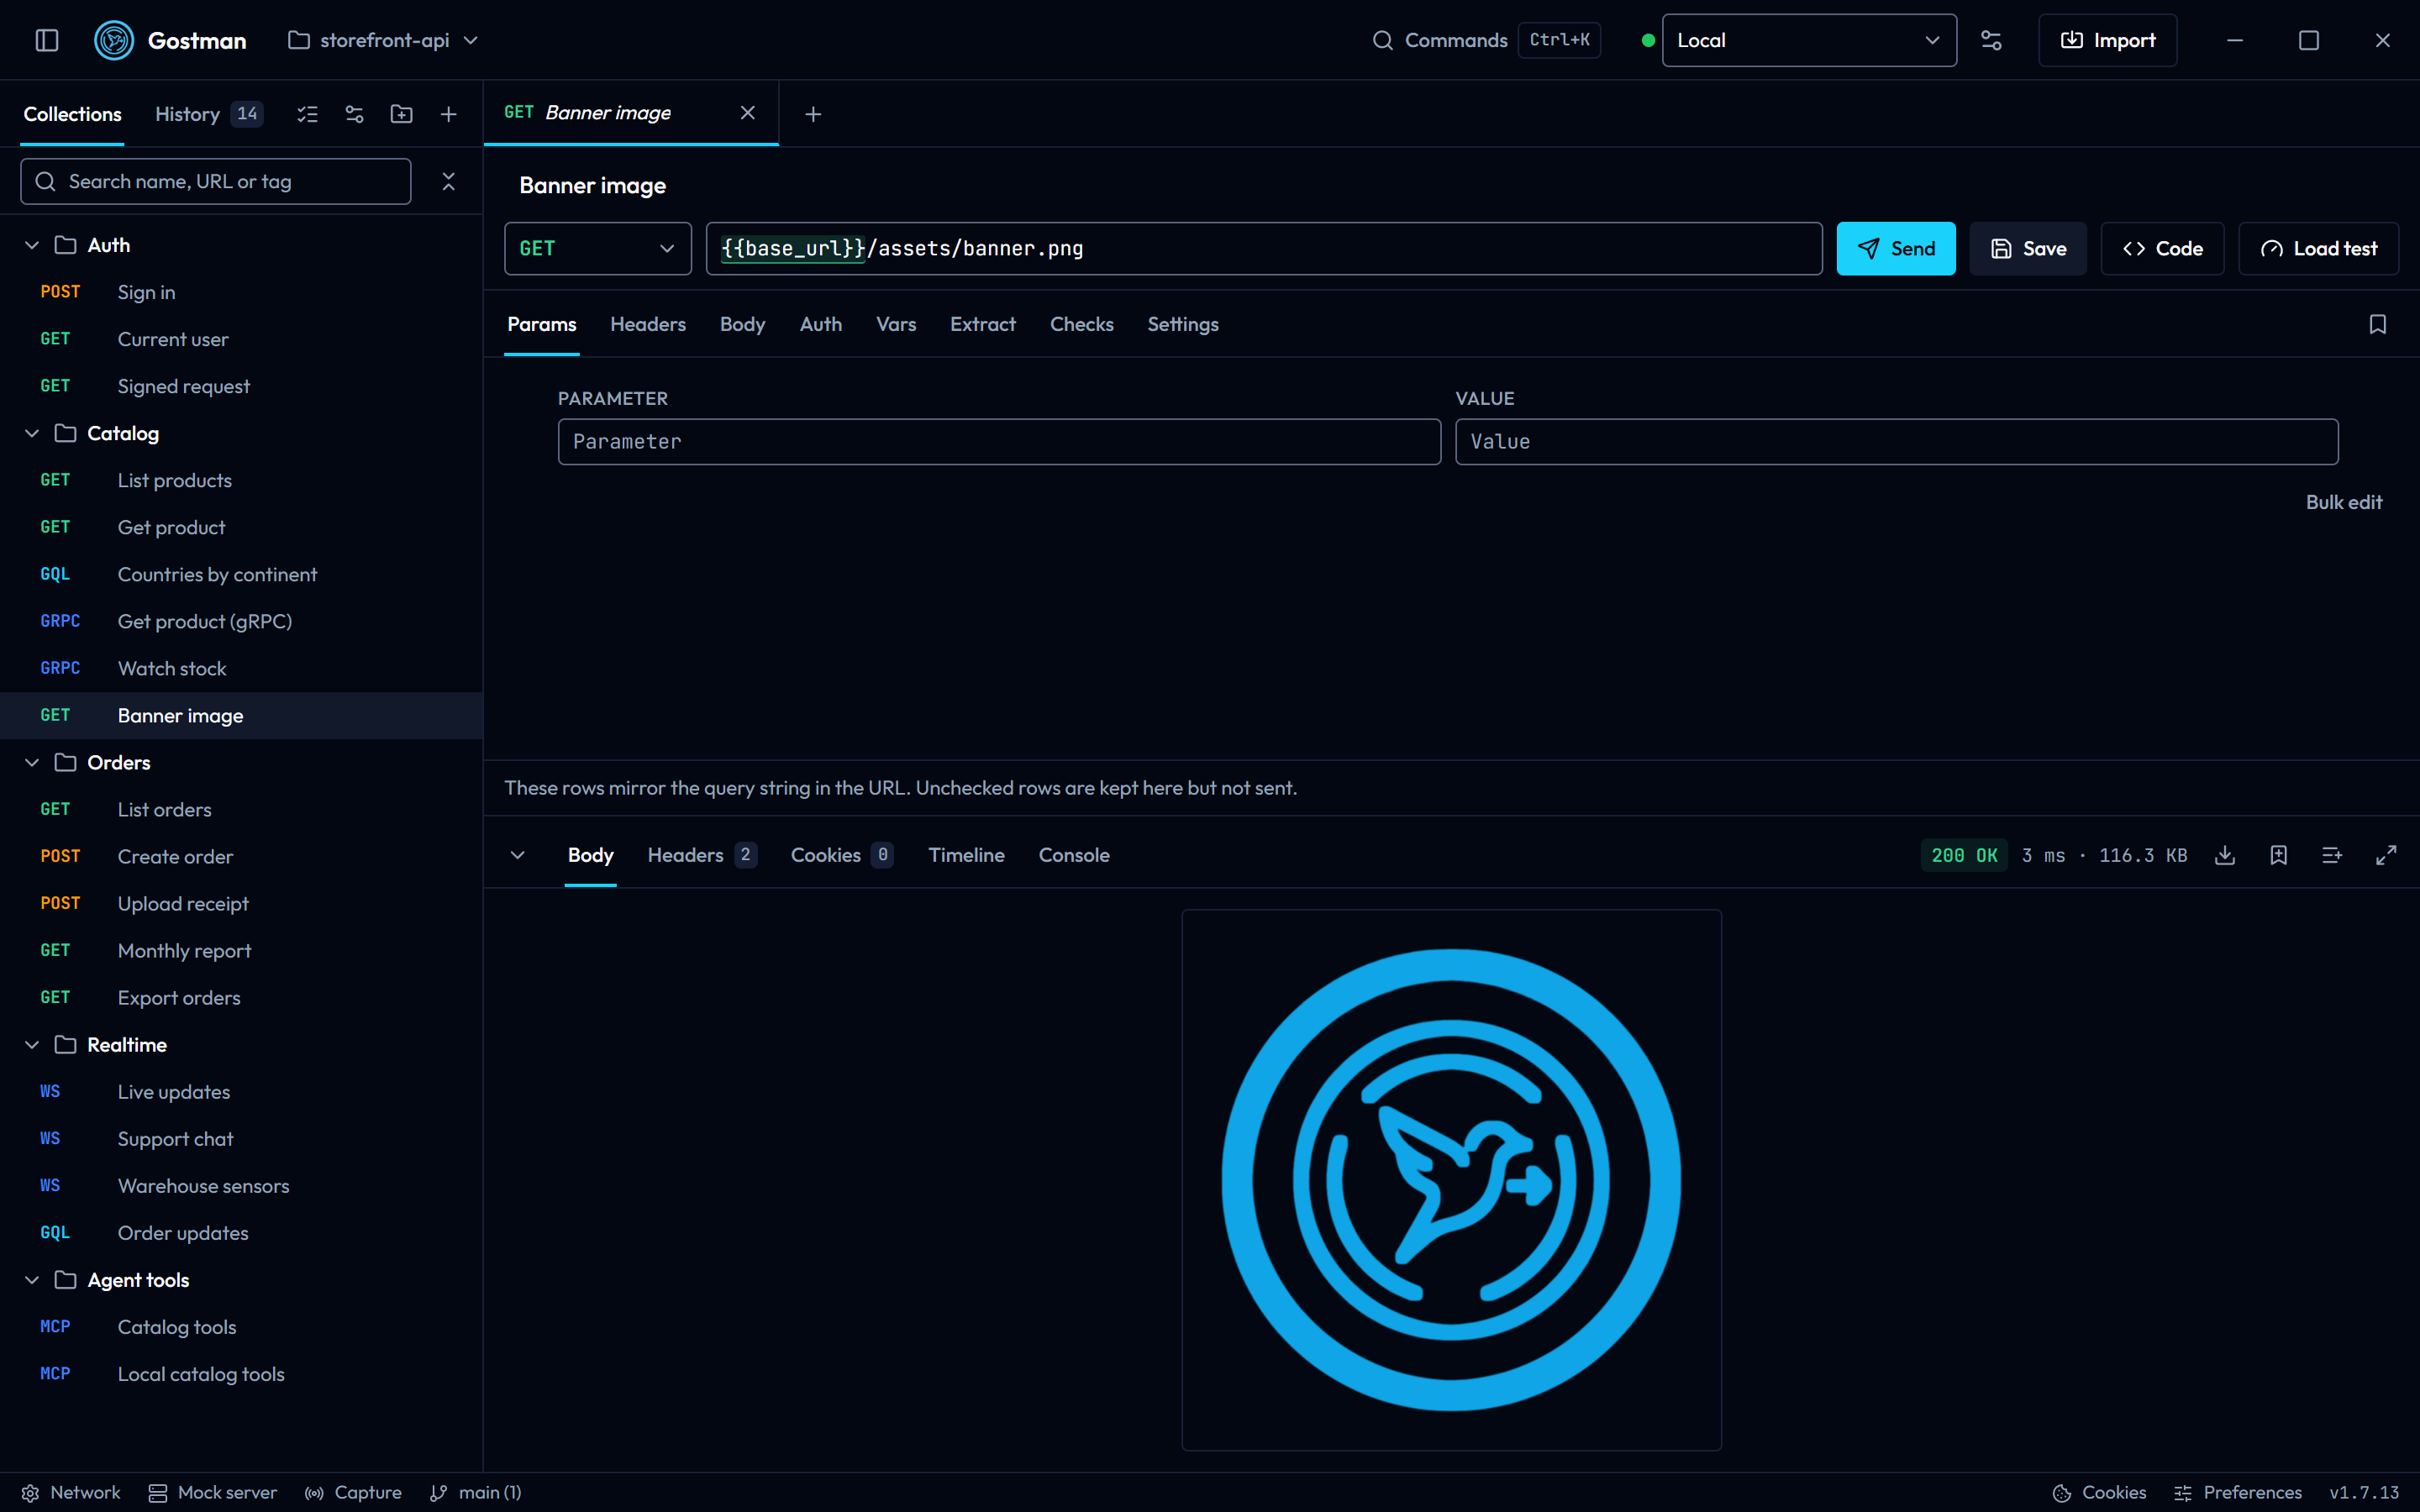 Gostman
storefront-api
Commands Ctrl+K
Local
Import
Collections
History 14
GET Banner image
Search name, URL or tag
Auth
POST Sign in
GET Current user
GET Signed request
Catalog
GET List products
GET Get product
GQL Countries by continent
GRPC Get product (gRPC)
GRPC Watch stock
GET Banner image
Orders
GET List orders
POST Create order
POST Upload receipt
GET Monthly report
GET Export orders
Realtime
WS Live updates
WS Support chat
WS Warehouse sensors
GQL Order updates
Agent tools
MCP Catalog tools
MCP Local catalog tools
Banner image
GET
{{base_url}}/assets/banner.png
Send
Save
Code
Load test
Params Headers Body Auth Vars Extract Checks Settings
PARAMETER VALUE
Parameter Value
Bulk edit
These rows mirror the query string in the URL. Unchecked rows are kept here but not sent.
Body Headers 2 Cookies 0 Timeline Console
200 OK 3 ms · 116.3 KB
Network Mock server Capture main (1)
Cookies Preferences v1.7.13